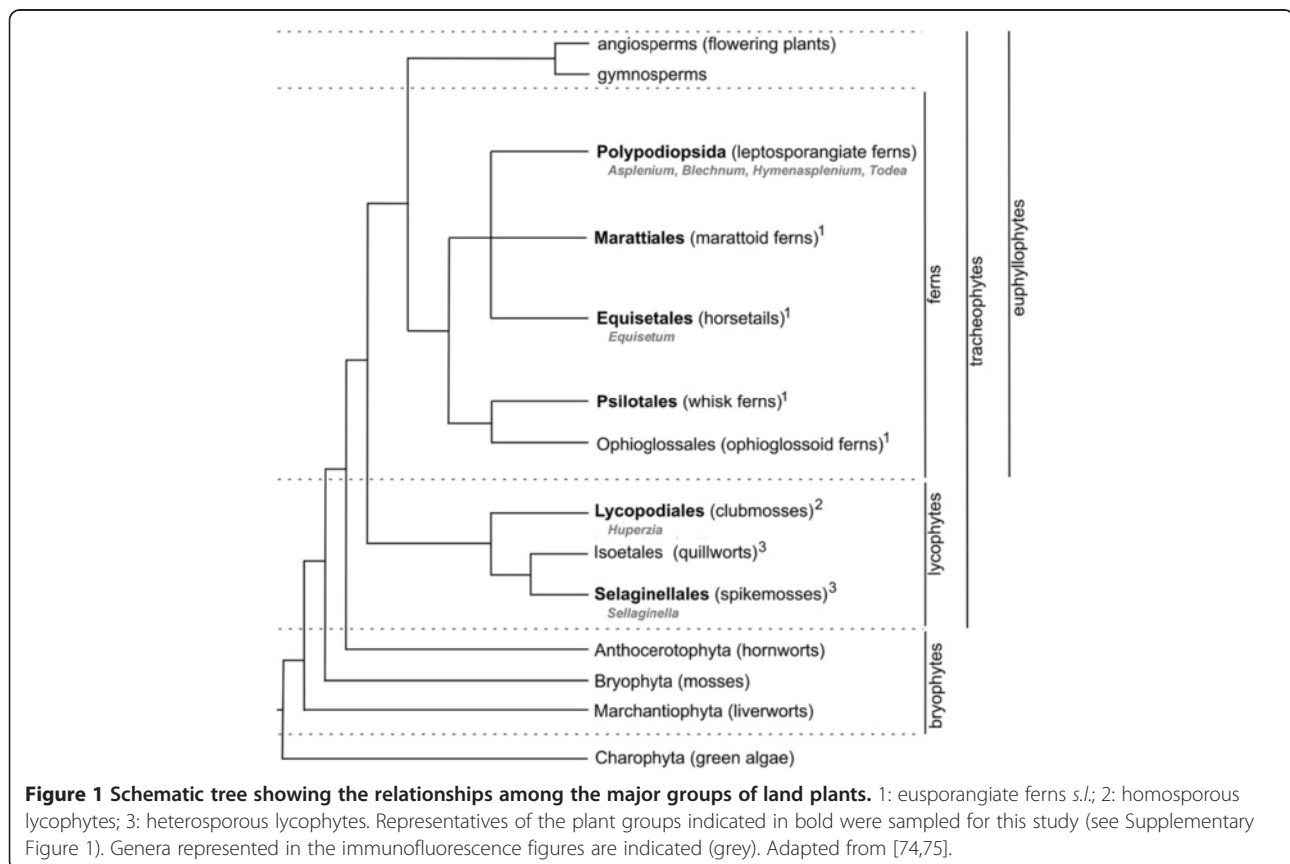 angiosperms (flowering plants)
gymnosperms
Polypodiopsida (leptosporangiate ferns)
Asplenium, Blechnum, Hymenasplenium, Todea
Marattiales (marattoid ferns)¹
Equisetales (horsetails)¹
Equisetum
Psilotales (whisk ferns)¹
Ophioglossales (ophioglossoid ferns)¹
Lycopodiales (clubmosses)²
Huperzia
Isoetales (quillworts)³
Selaginellales (spikemosses)³
Sellaginella
Anthocerotophyta (hornworts)
Bryophyta (mosses)
Marchantiophyta (liverworts)
Charophyta (green algae)
ferns
lycophytes
bryophytes
tracheophytes
euphyllophytes
Figure 1 Schematic tree showing the relationships among the major groups of land plants. 1: eusporangiate ferns s.l.; 2: homosporous
lycophytes; 3: heterosporous lycophytes. Representatives of the plant groups indicated in bold were sampled for this study (see Supplementary
Figure 1). Genera represented in the immunofluorescence figures are indicated (grey). Adapted from [74,75].